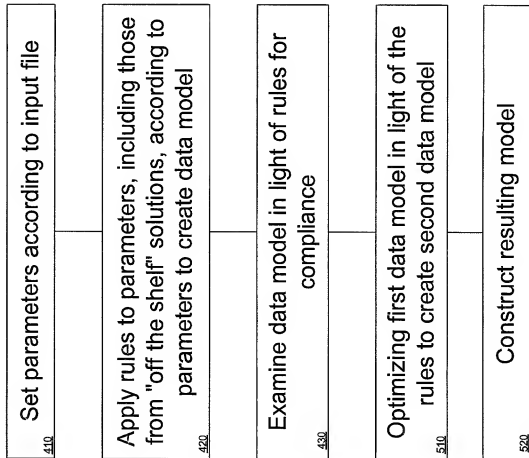 Set parameters according to input file
410
Apply rules to parameters, including those
from "off the shelf" solutions, according to
parameters to create data model
420
Examine data model in light of rules for
compliance
430
Optimizing first data model in light of the
rules to create second data model
510
Construct resulting model
520